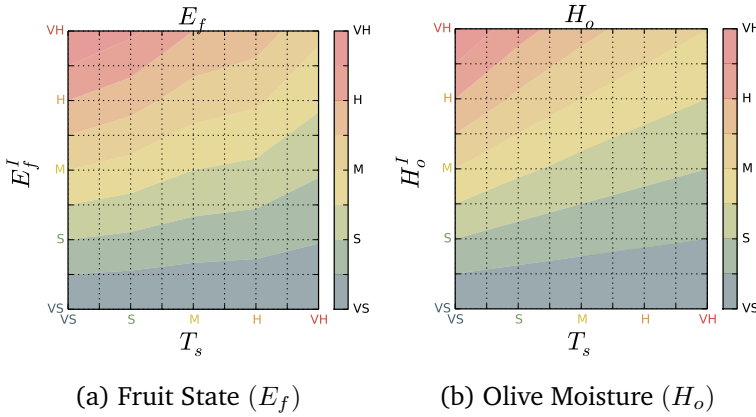 E_f
H_o
VH
H
M
S
VS
E_f^I
VS
S
M
H
VH
T_s
VH
H
M
S
VS
VH
H
M
S
VS
H_o^I
VS
S
M
H
VH
T_s
VH
H
M
S
VS
(a) Fruit State (E_f)
(b) Olive Moisture (H_o)